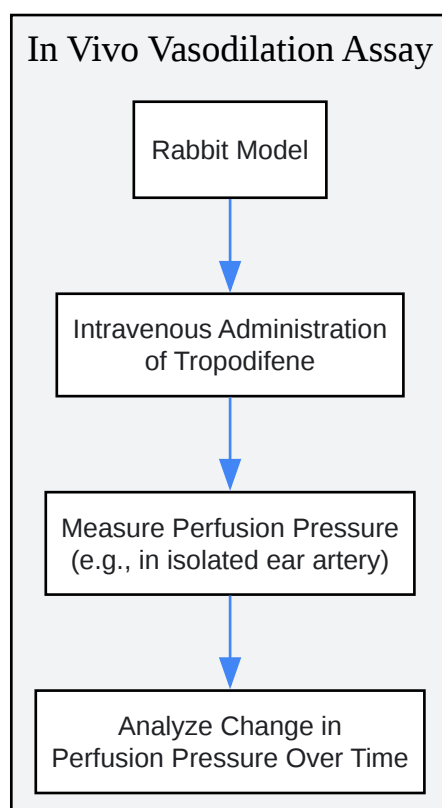 In Vivo Vasodilation Assay
Rabbit Model
Intravenous Administration
of Tropodifene
Measure Perfusion Pressure
(e.g., in isolated ear artery)
Analyze Change in
Perfusion Pressure Over Time